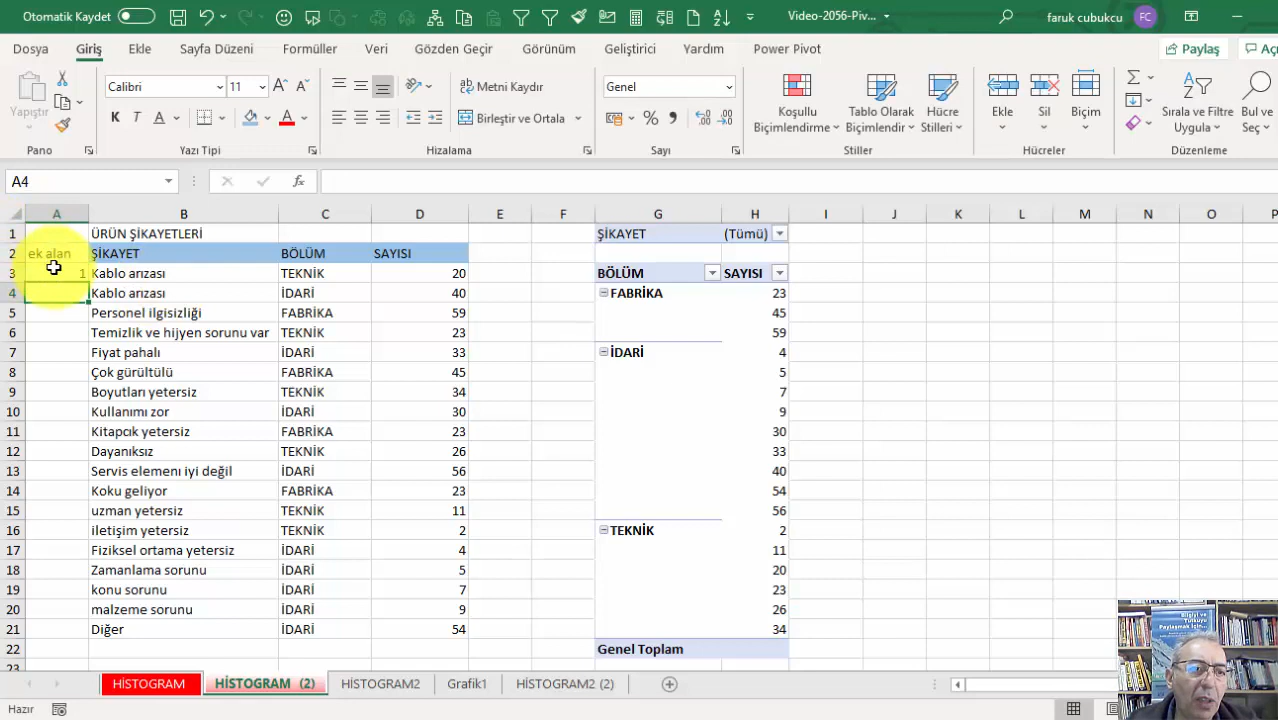 Otomatik Kaydet
Video-2056-Piv...
faruk cubukcu
FC
Dosya Giriş Ekle Sayfa Düzeni Formüller Veri Gözden Geçir Görünüm Geliştirici Yardım Power Pivot
Paylaş
Yapıştır
Calibri 11
K T A
Metni Kaydır
Birleştir ve Ortala
Genel
Koşullu Biçimlendirme
Tablo Olarak Biçimlendir
Hücre Stilleri
Ekle Sil Biçim
Sırala ve Filtre Uygula
Bul ve Seç
Pano Yazı Tipi Hizalama Sayı Stiller Hücreler Düzenleme
A4 fx
A B C D E F G H I J K L M N O P
1 ÜRÜN ŞİKAYETLERİ ŞİKAYET (Tümü)
2 ek alan ŞİKAYET BÖLÜM SAYISI
3 1 Kablo arızası TEKNİK 20 BÖLÜM SAYISI
4 Kablo arızası İDARİ 40 FABRİKA 23
5 Personel ilgisizliği FABRİKA 59 45
6 Temizlik ve hijyen sorunu var TEKNİK 23 59
7 Fiyat pahalı İDARİ 33 İDARİ 4
8 Çok gürültülü FABRİKA 45 5
9 Boyutları yetersiz TEKNİK 34 7
10 Kullanımı zor İDARİ 30 9
11 Kitapcık yetersiz FABRİKA 23 30
12 Dayanıksız TEKNİK 26 33
13 Servis elemenı iyi değil İDARİ 56 40
14 Koku geliyor FABRİKA 23 54
15 uzman yetersiz TEKNİK 11 56
16 iletişim yetersiz TEKNİK 2 TEKNİK 2
17 Fiziksel ortama yetersiz İDARİ 4 11
18 Zamanlama sorunu İDARİ 5 20
19 konu sorunu İDARİ 7 23
20 malzeme sorunu İDARİ 9 26
21 Diğer İDARİ 54 34
22 Genel Toplam
23
HİSTOGRAM HİSTOGRAM (2) HİSTOGRAM2 Grafik1 HİSTOGRAM2 (2)
Hazır